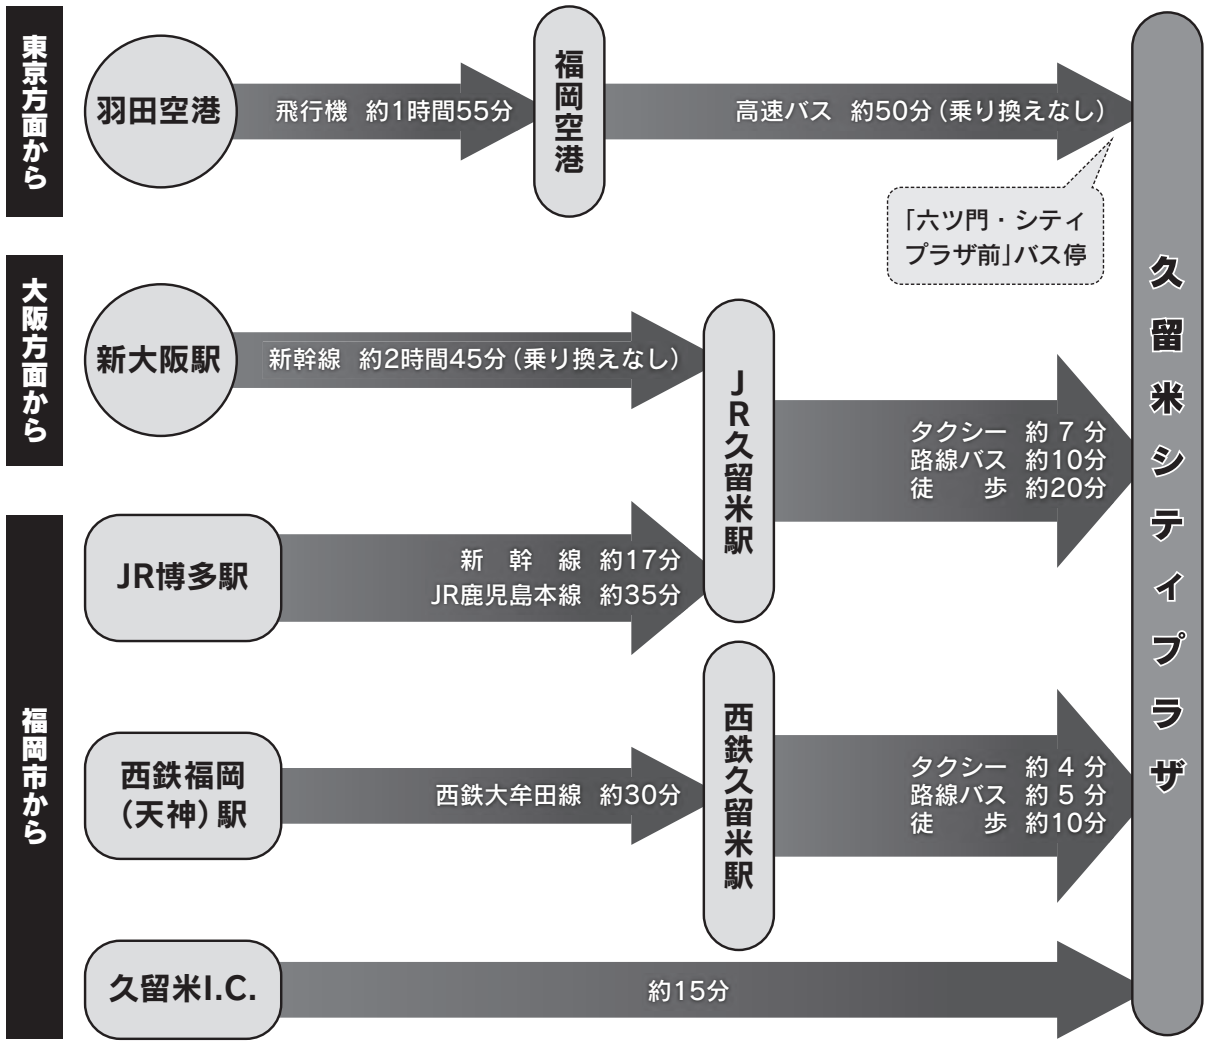 東京方面から
羽田空港
飛行機 約1時間55分
福岡空港
高速バス 約50分(乗り換えなし)
「六ツ門・シティ
プラザ前」バス停
大阪方面から
新大阪駅
新幹線 約2時間45分(乗り換えなし)
JR久留米駅
タクシー 約 7 分
路線バス 約10分
徒歩 約20分
福岡市から
JR博多駅
新幹線 約17分
JR鹿児島本線 約35分
西鉄福岡
(天神)駅
西鉄大牟田線 約30分
西鉄久留米駅
タクシー 約 4 分
路線バス 約 5 分
徒歩 約10分
久留米I.C.
約15分
久留米シティプラザ